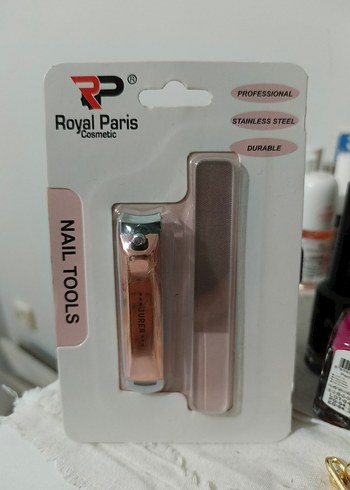 RP®
Royal Paris
Cosmetic
PROFESSIONAL
STAINLESS STEEL
DURABLE
NAIL TOOLS